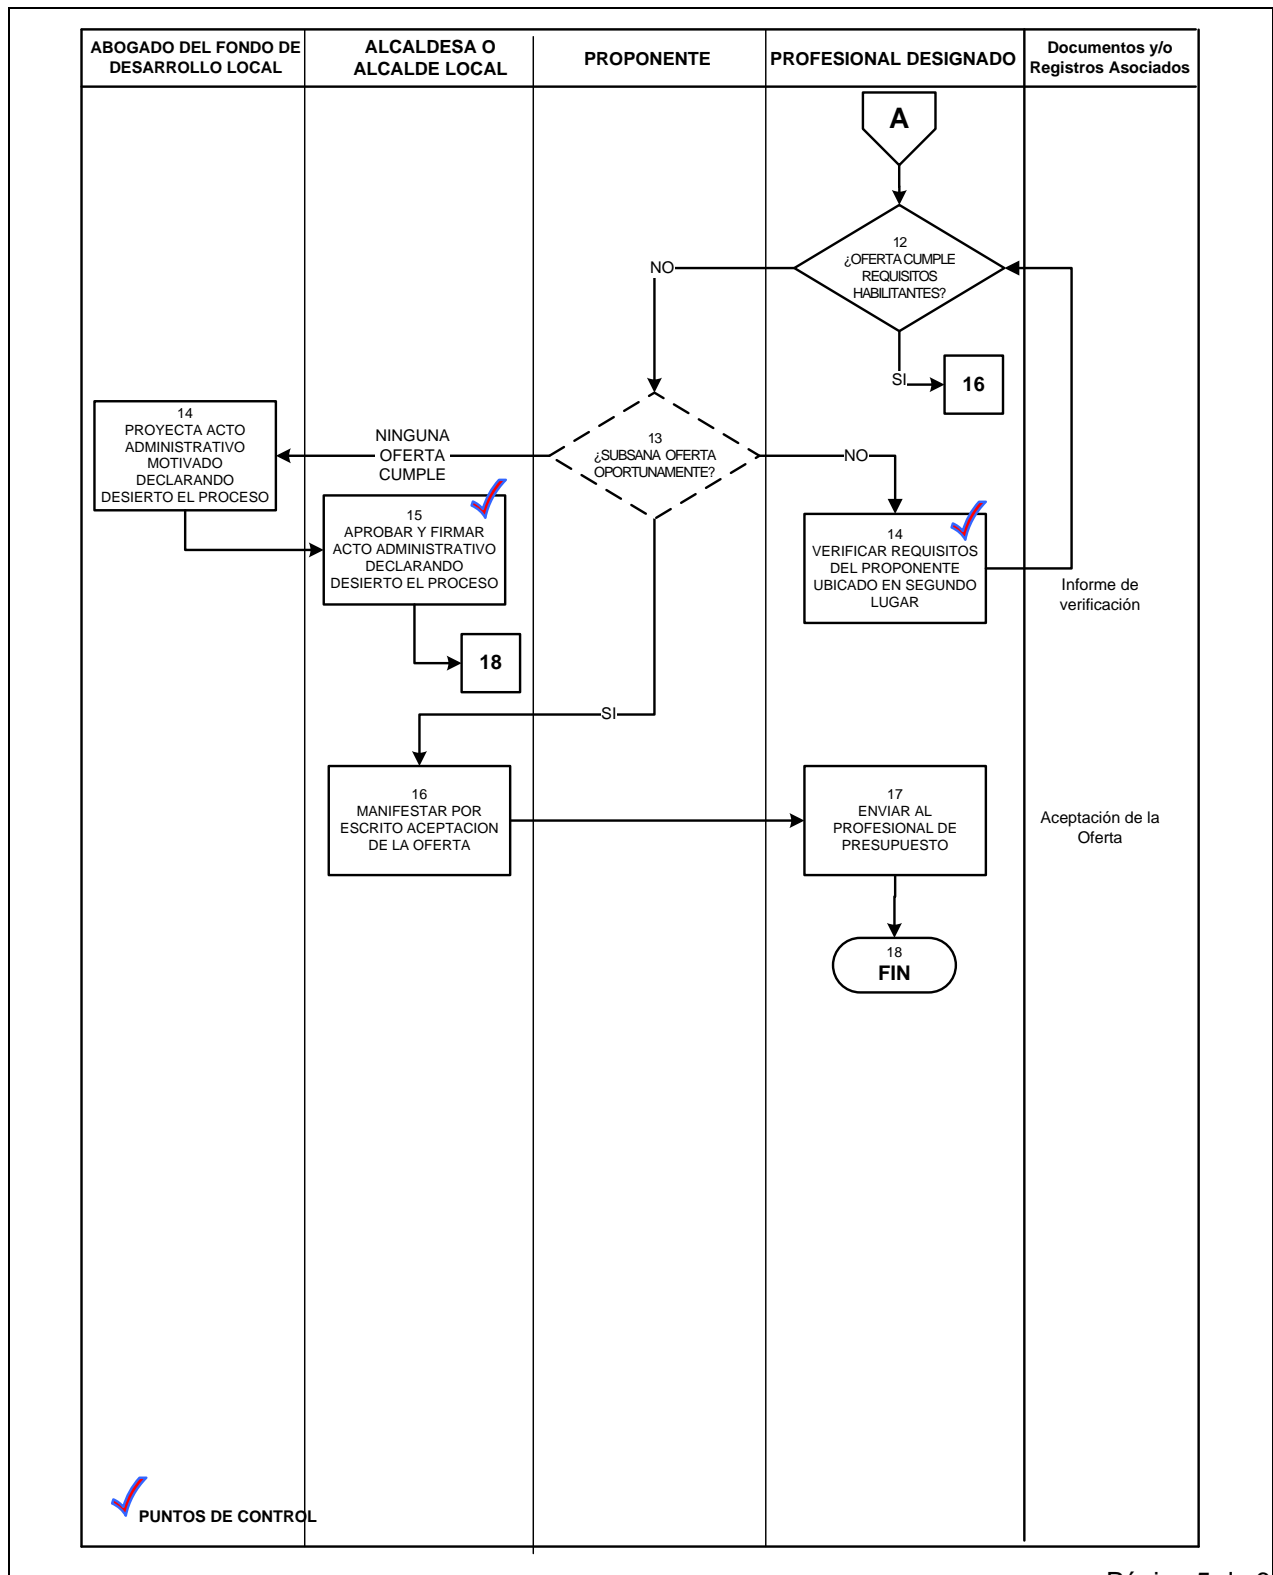 ABOGADO DEL FONDO DE
DESARROLLO LOCAL
ALCALDESA O
ALCALDE LOCAL
PROPONENTE
PROFESIONAL DESIGNADO
Documentos y/o
Registros Asociados
A
12
¿OFERTA CUMPLE
REQUISITOS
HABILITANTES?
NO
SI
16
13
¿SUBSANA OFERTA
OPORTUNAMENTE?
NINGUNA
OFERTA
CUMPLE
NO
14
PROYECTA ACTO
ADMINISTRATIVO
MOTIVADO
DECLARANDO
DESIERTO EL PROCESO
15
APROBAR Y FIRMAR
ACTO ADMINISTRATIVO
DECLARANDO
DESIERTO EL PROCESO
14
VERIFICAR REQUISITOS
DEL PROPONENTE
UBICADO EN SEGUNDO
LUGAR
Informe de
verificación
18
SI
16
MANIFESTAR POR
ESCRITO ACEPTACION
DE LA OFERTA
17
ENVIAR AL
PROFESIONAL DE
PRESUPUESTO
Aceptación de la
Oferta
18
FIN
PUNTOS DE CONTROL